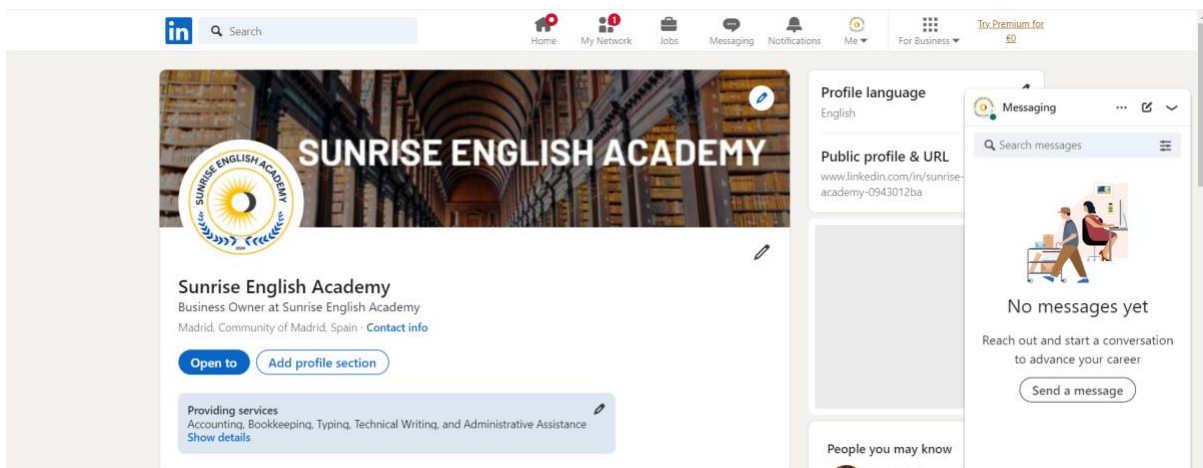 in
Search
Home
My Network
1
Jobs
Messaging
Notifications
Me
For Business
Try Premium for
€0
SUNRISE ENGLISH ACADEMY
SUNRISE ENGLISH ACADEMY
Sunrise English Academy
Business Owner at Sunrise English Academy
Madrid, Community of Madrid, Spain · Contact info
Open to
Add profile section
Providing services
Accounting, Bookkeeping, Typing, Technical Writing, and Administrative Assistance
Show details
Profile language
English
Public profile & URL
www.linkedin.com/in/sunrise-
academy-0943012ba
People you may know
Messaging
Search messages
No messages yet
Reach out and start a conversation
to advance your career
Send a message